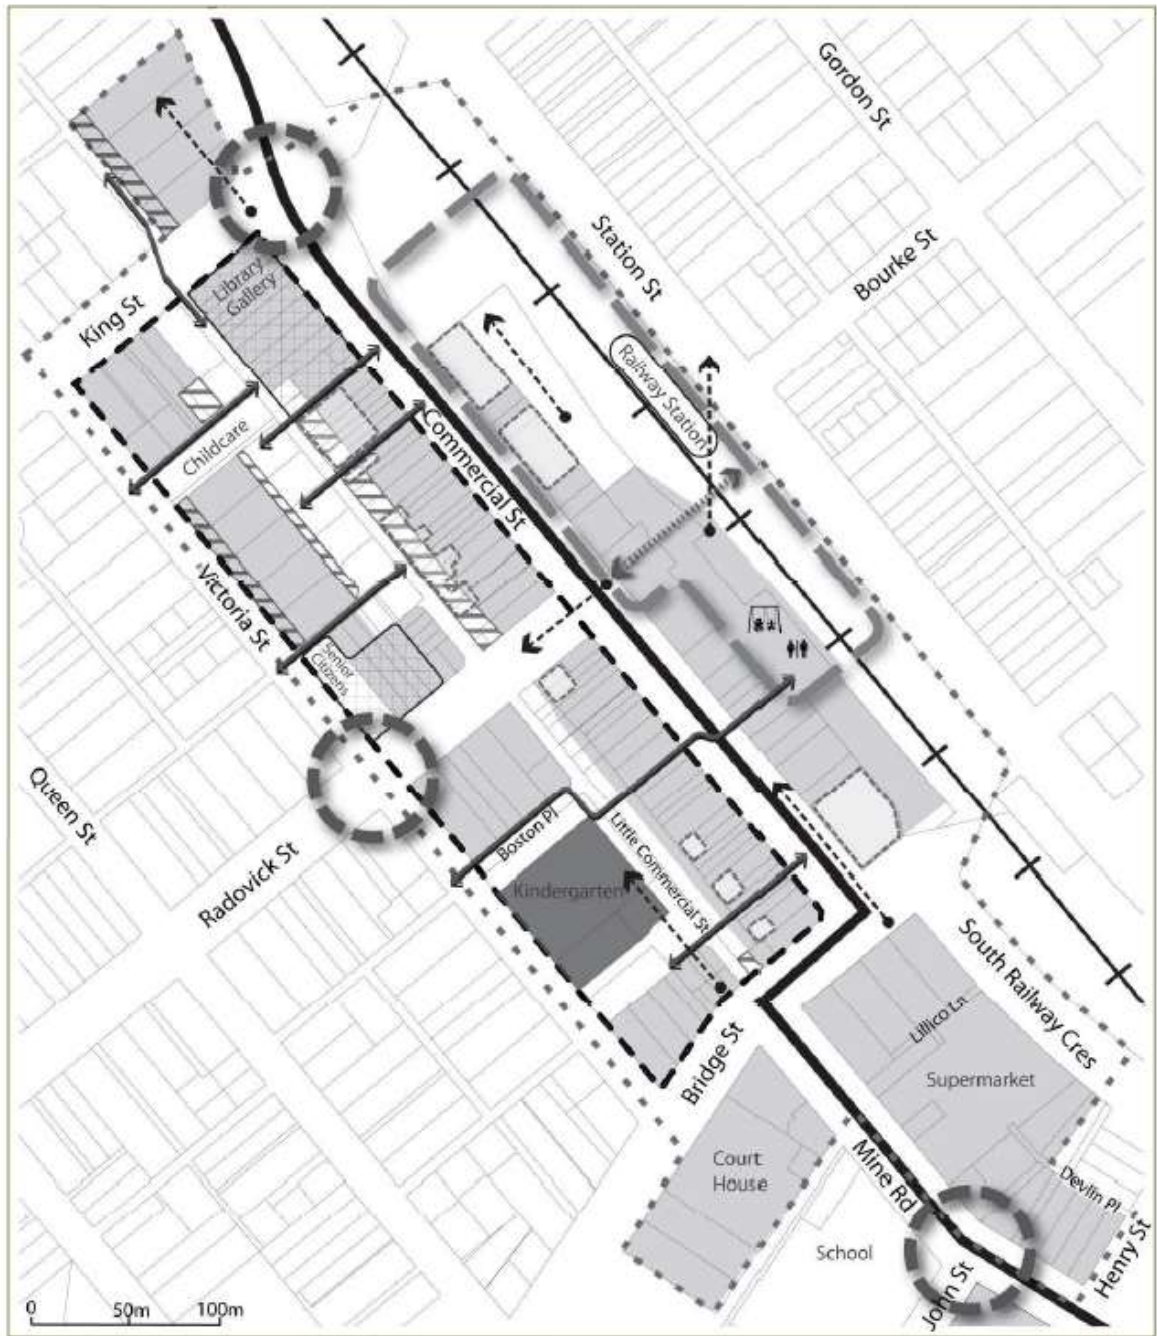 Gordon St
Station St
Bourke St
Library
Gallery
King St
Railway Station
Childcare
Commercial St
Victoria St
Senior
Citizens
Queen St
Radovick St
Boston Pl
Little Commercial St
Kindergarten
South Railway Cres
Lillico Ln
Supermarket
Bridge St
Court
House
Mine Rd
Devlin Pl
School
Henry St
John St
0 50m 100m